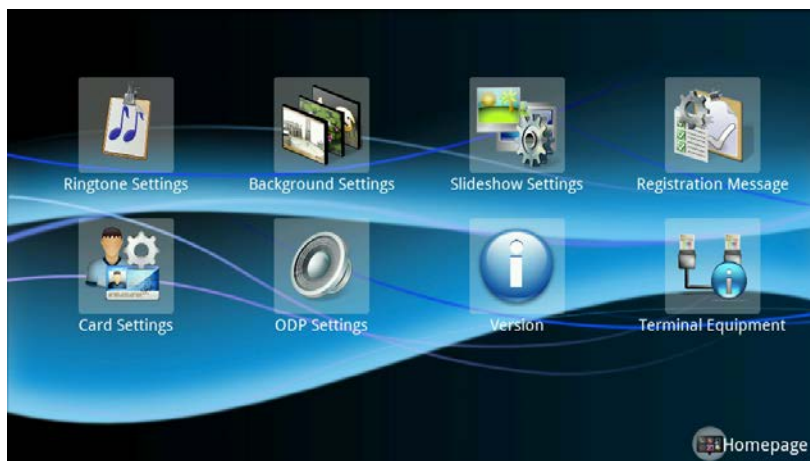 Ringtone Settings
Background Settings
Slideshow Settings
Registration Message
Card Settings
ODP Settings
Version
Terminal Equipment
Homepage